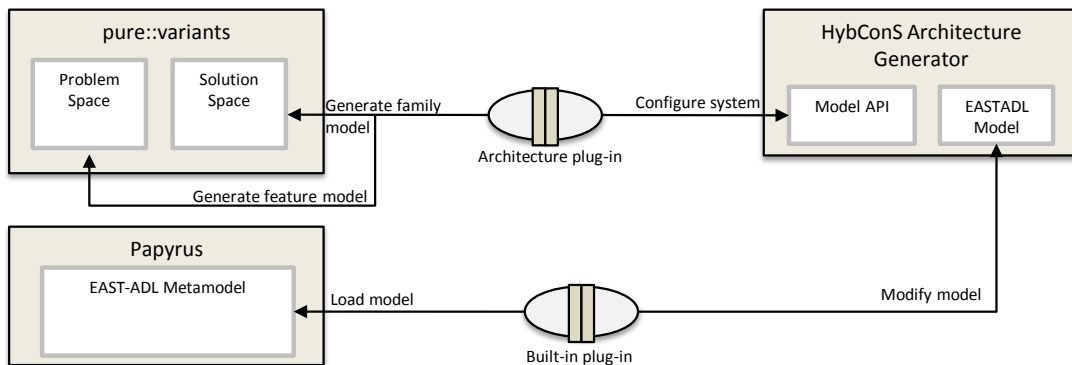 pure::variants
Problem
Space
Solution
Space
Generate family
model
Generate feature model
Architecture plug-in
Configure system
HybConS Architecture
Generator
Model API
EASTADL
Model
Papyrus
EAST-ADL Metamodel
Load model
Built-in plug-in
Modify model